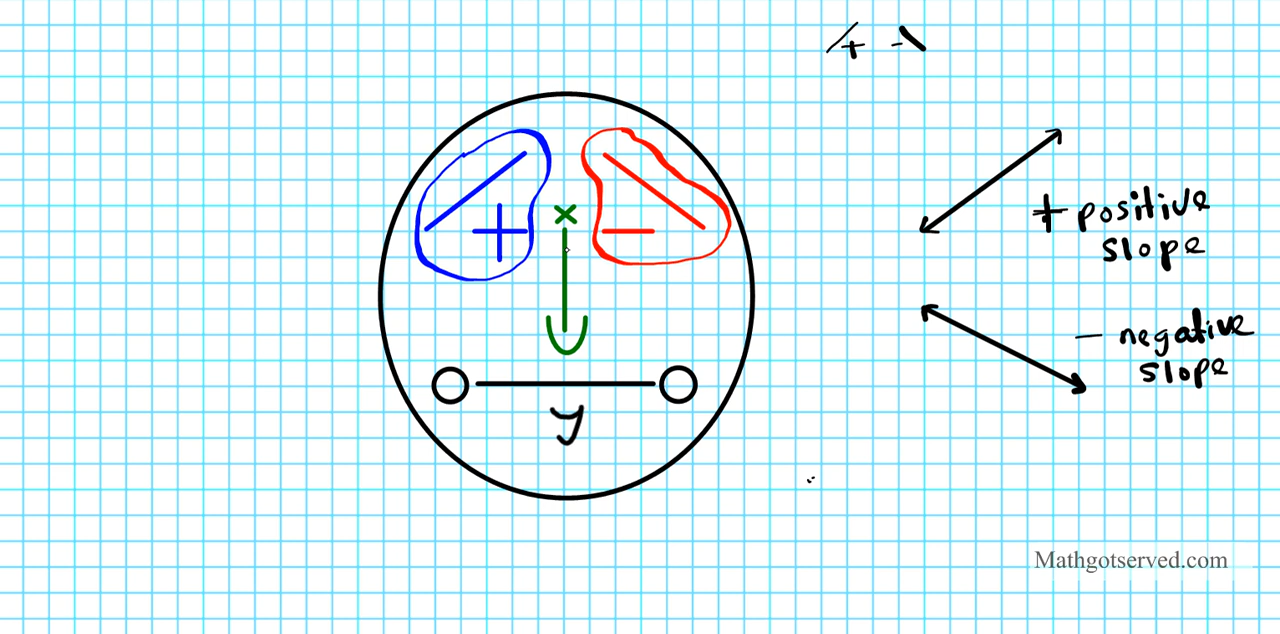 + -
+ -
x
+ positive
slope
U
- negative
slope
O O
y
Mathgotserved.com